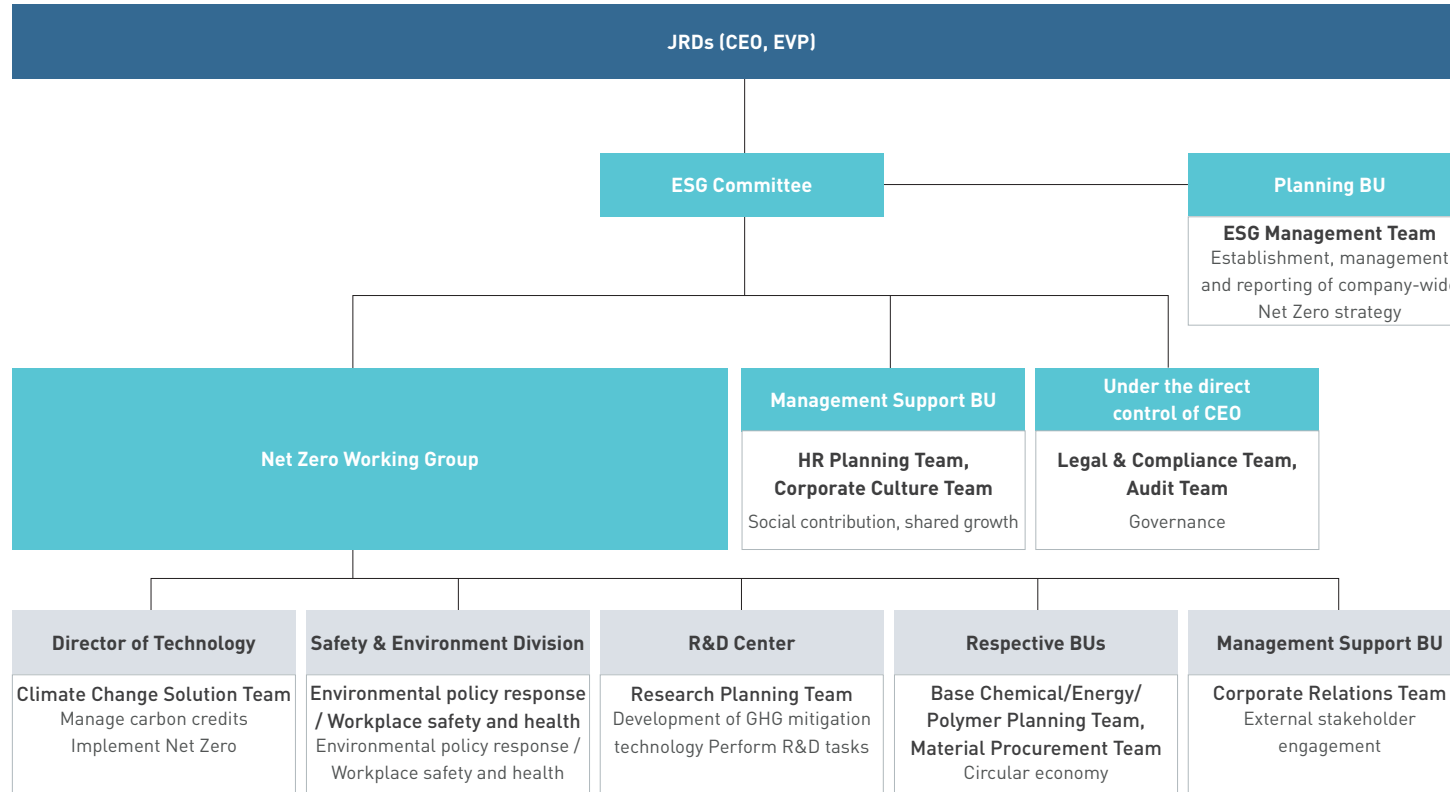 JRDs (CEO, EVP)
ESG Committee
Planning BU
ESG Management Team
Establishment, management
and reporting of company-wide
Net Zero strategy
Net Zero Working Group
Management Support BU
HR Planning Team,
Corporate Culture Team
Social contribution, shared growth
Under the direct
control of CEO
Legal & Compliance Team,
Audit Team
Governance
Director of Technology
Climate Change Solution Team
Manage carbon credits
Implement Net Zero
Safety & Environment Division
Environmental policy response
/ Workplace safety and health
Environmental policy response /
Workplace safety and health
R&D Center
Research Planning Team
Development of GHG mitigation
technology Perform R&D tasks
Respective BUs
Base Chemical/Energy/
Polymer Planning Team,
Material Procurement Team
Circular economy
Management Support BU
Corporate Relations Team
External stakeholder
engagement